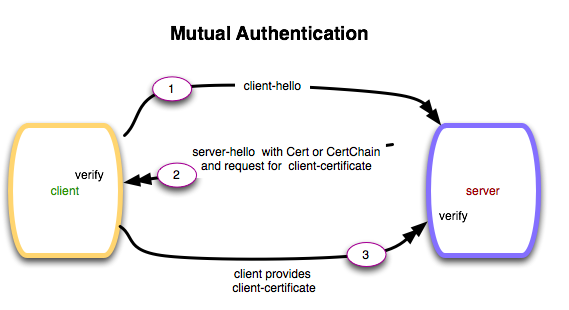 Mutual Authentication
1
client-hello
server-hello with Cert or CertChain
and request for client-certificate
2
verify
client
server
verify
3
client provides
client-certificate